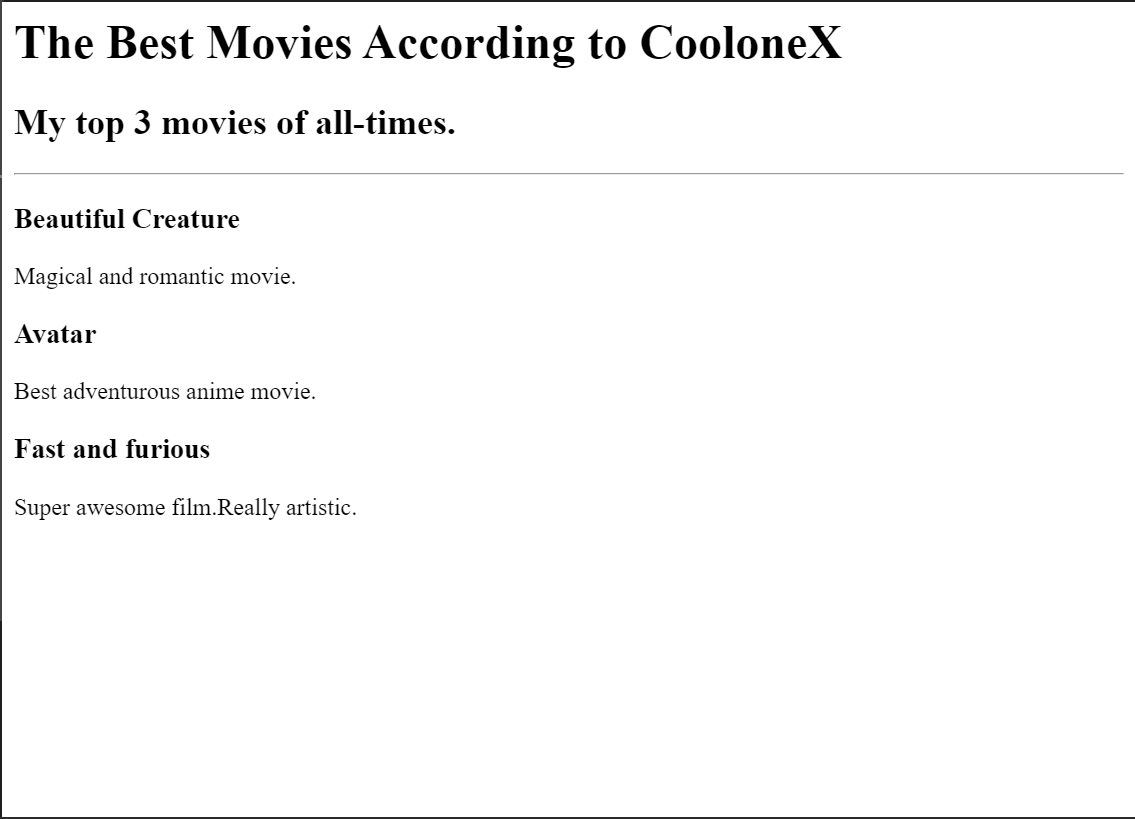 The Best Movies According to CooloneX
My top 3 movies of all-times.
Beautiful Creature
Magical and romantic movie.
Avatar
Best adventurous anime movie.
Fast and furious
Super awesome film.Really artistic.